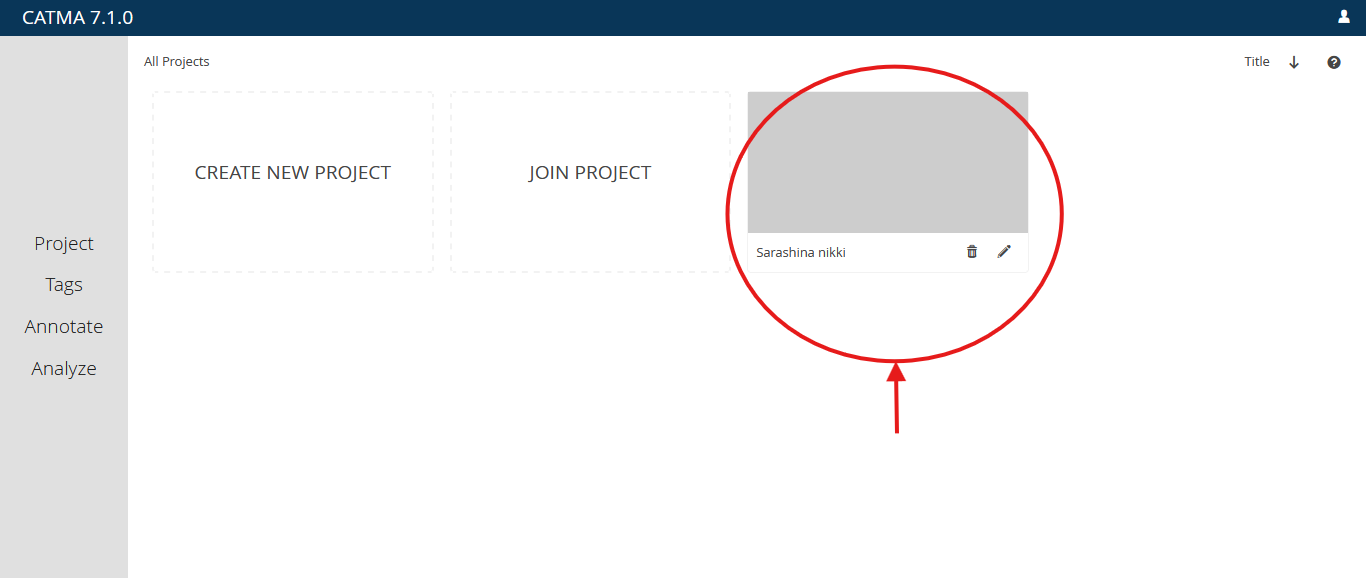 CATMA 7.1.0
All Projects
Title
CREATE NEW PROJECT
JOIN PROJECT
Sarashina nikki
Project
Tags
Annotate
Analyze